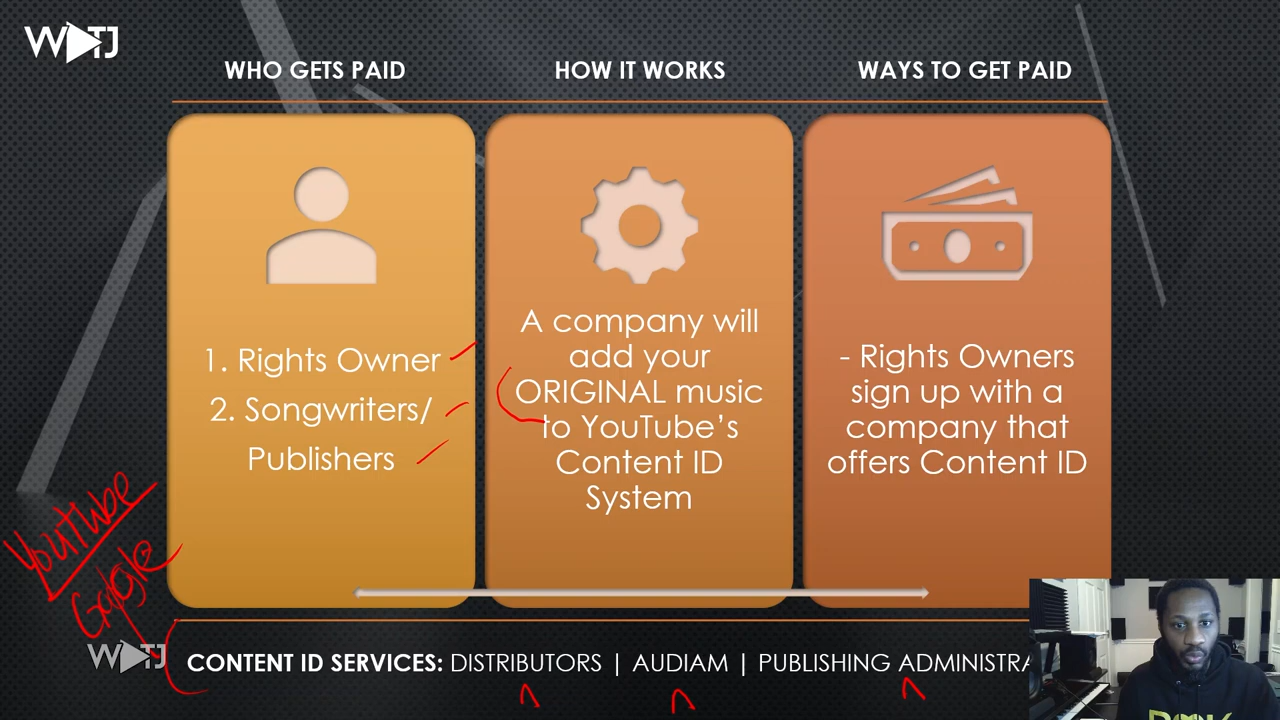 WHO GETS PAID
HOW IT WORKS
WAYS TO GET PAID
1. Rights Owner
2. Songwriters/
Publishers
A company will
add your
ORIGINAL music
to YouTube’s
Content ID
System
- Rights Owners
sign up with a
company that
offers Content ID
Youtube
Google
CONTENT ID SERVICES: DISTRIBUTORS | AUDIAM | PUBLISHING ADMINISTRA